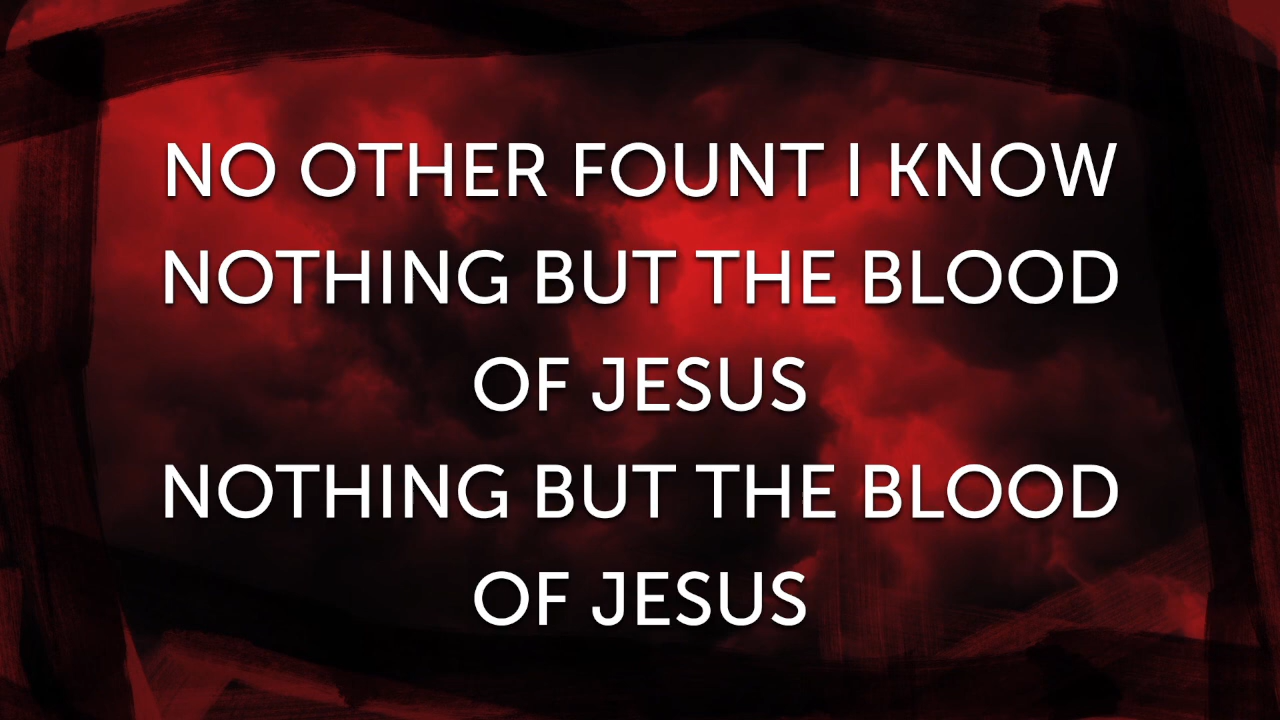 NO OTHER FOUNT I KNOW
NOTHING BUT THE BLOOD
OF JESUS
NOTHING BUT THE BLOOD
OF JESUS